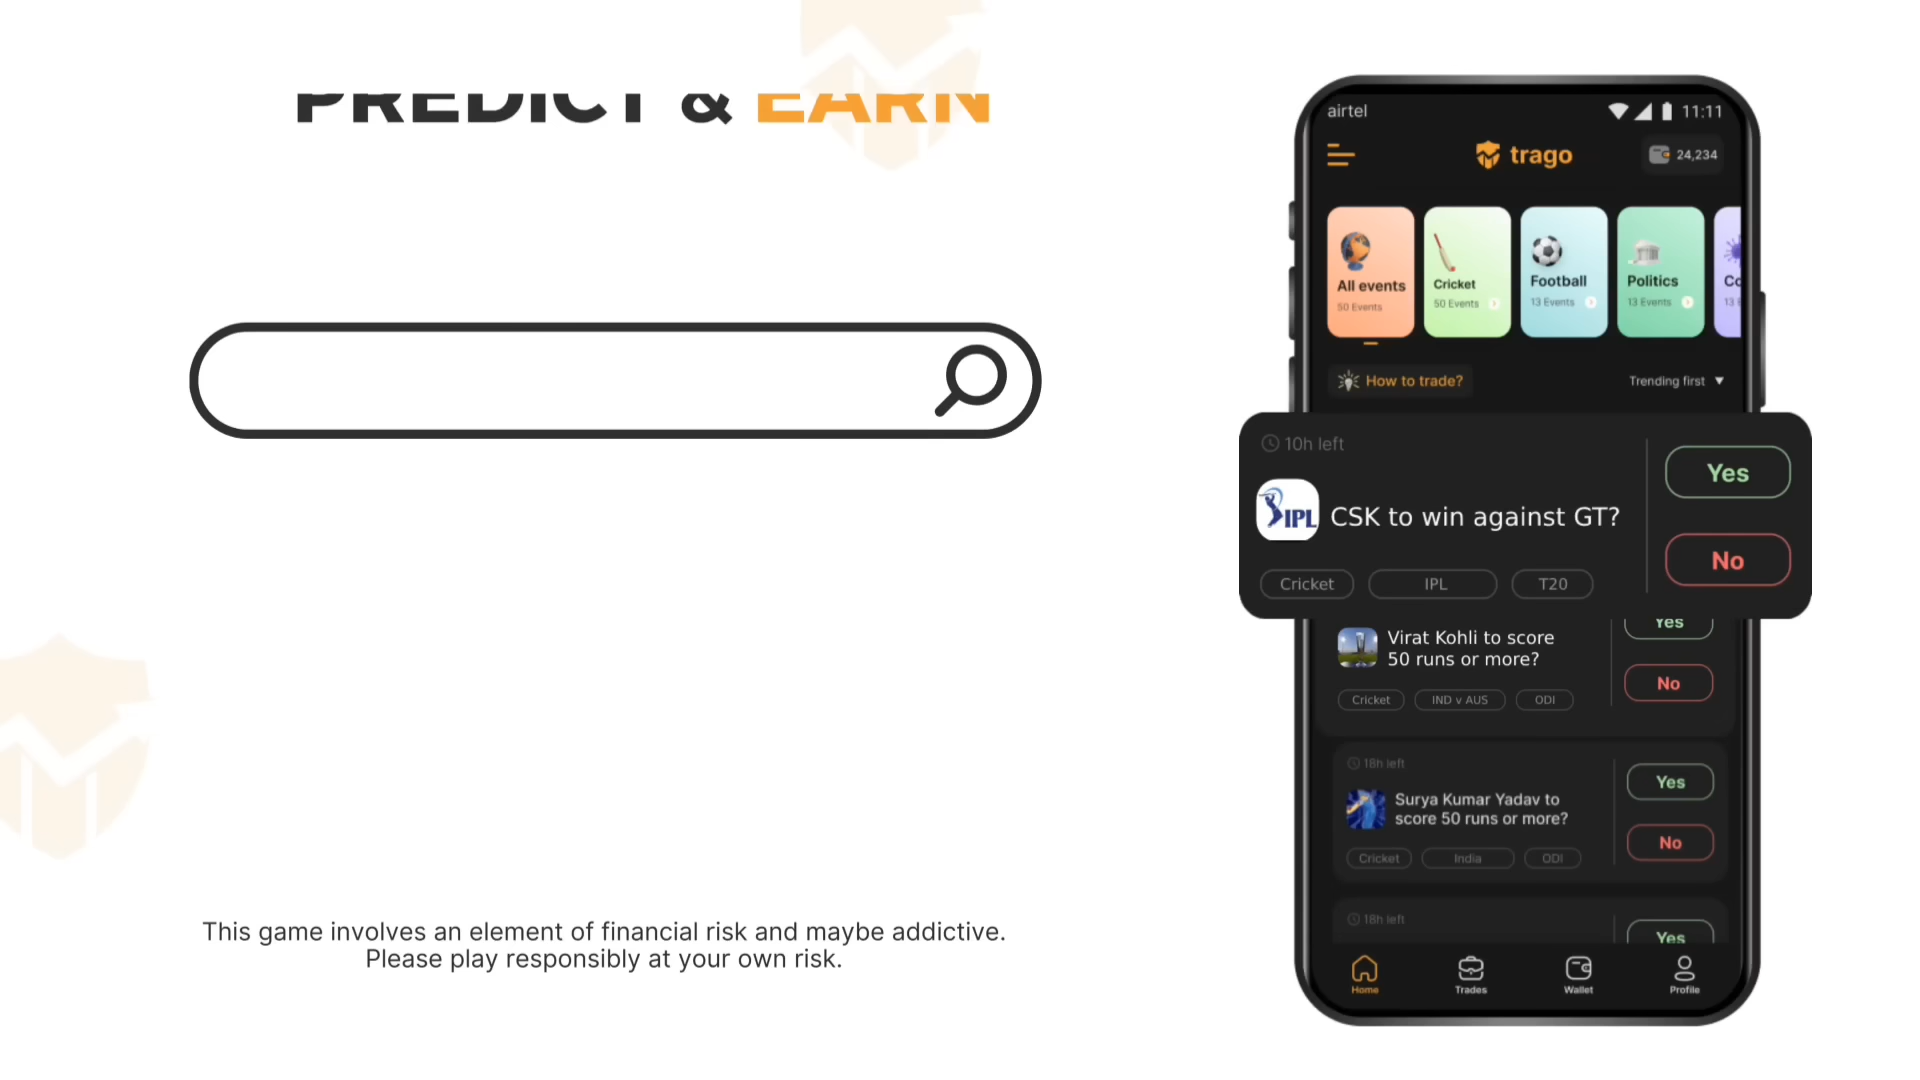 PREDICT & EARN
This game involves an element of financial risk and maybe addictive.
Please play responsibly at your own risk.
airtel
11:11
trago
24,234
All events
50 Events
Cricket
50 Events
Football
13 Events
Politics
13 Events
Co
13 E
How to trade?
Trending first
10h left
IPL
CSK to win against GT?
Yes
No
Cricket
IPL
T20
Virat Kohli to score
50 runs or more?
Yes
No
Cricket
IND v AUS
ODI
18h left
Surya Kumar Yadav to
score 50 runs or more?
Yes
No
Cricket
India
ODI
18h left
Yes
Home
Trades
Wallet
Profile